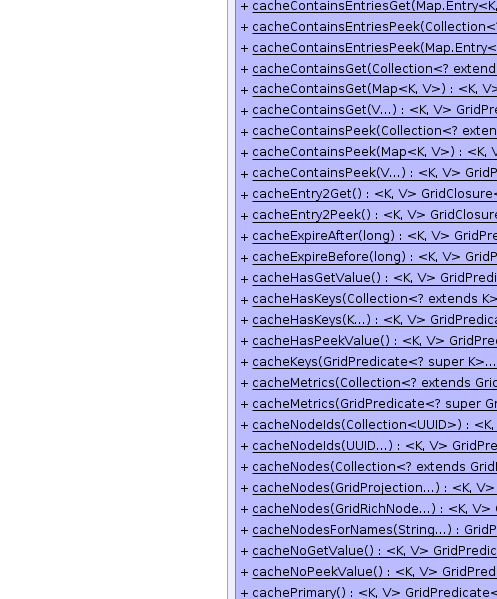 + cacheContainsEntriesGet(Map.Entry<K,
+ cacheContainsEntriesPeek(Collection<
+ cacheContainsEntriesPeek(Map.Entry<
+ cacheContainsGet(Collection<? extend
+ cacheContainsGet(Map<K, V>) : <K, V>
+ cacheContainsGet(V...) : <K, V> GridPre
+ cacheContainsPeek(Collection<? exten
+ cacheContainsPeek(Map<K, V>) : <K, V
+ cacheContainsPeek(V...) : <K, V> GridP
+ cacheEntry2Get() : <K, V> GridClosure<
+ cacheEntry2Peek() : <K, V> GridClosure
+ cacheExpireAfter(long) : <K, V> GridPre
+ cacheExpireBefore(long) : <K, V> GridP
+ cacheHasGetValue() : <K, V> GridPredi
+ cacheHasKeys(Collection<? extends K>
+ cacheHasKeys(K...) : <K, V> GridPredica
+ cacheHasPeekValue() : <K, V> GridPred
+ cacheKeys(GridPredicate<? super K>...
+ cacheMetrics(Collection<? extends Grid
+ cacheMetrics(GridPredicate<? super Gr
+ cacheNodeIds(Collection<UUID>) : <K,
+ cacheNodeIds(UUID...) : <K, V> GridPre
+ cacheNodes(Collection<? extends Grid
+ cacheNodes(GridProjection...) : <K, V>
+ cacheNodes(GridRichNode...) : <K, V> G
+ cacheNodesForNames(String...) : GridP
+ cacheNoGetValue() : <K, V> GridPredic
+ cacheNoPeekValue() : <K, V> GridPred
+ cachePrimary() : <K, V> GridPredicate<